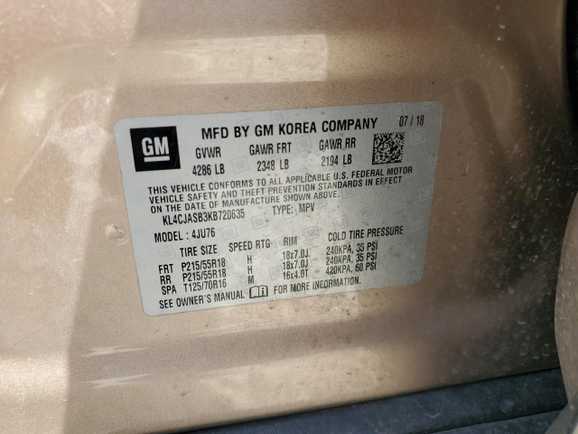 GM
MFD BY GM KOREA COMPANY 07/18
GVWR GAWR FRT GAWR RR
4286 LB 2348 LB 2194 LB
THIS VEHICLE CONFORMS TO ALL APPLICABLE U.S. FEDERAL MOTOR
VEHICLE SAFETY AND THEFT PREVENTION STANDARDS IN EFFECT
ON THE DATE OF MANUFACTURE SHOWN ABOVE.
KL4CJASB3KB720635 TYPE: MPV
MODEL: 4JU76
TIRE SIZE SPEED RTG RIM COLD TIRE PRESSURE
FRT P215/55R18 H 18x7.0J 240KPA, 35 PSI
RR P215/55R18 H 18x7.0J 240KPA, 35 PSI
SPA T125/70R16 M 16x4.0T 420KPA, 60 PSI
SEE OWNER'S MANUAL FOR MORE INFORMATION.